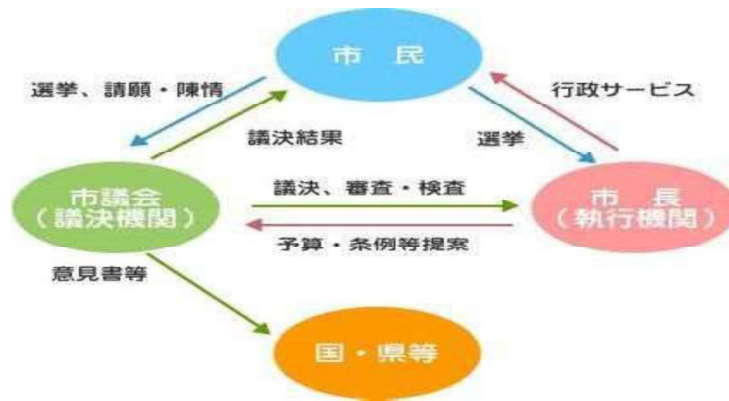 市 民
選挙、請願・陳情
行政サービス
議決結果
選挙
市議会
（議決機関）
議決、審査・検査
市 長
（執行機関）
予算・条例等提案
意見書等
国・県等